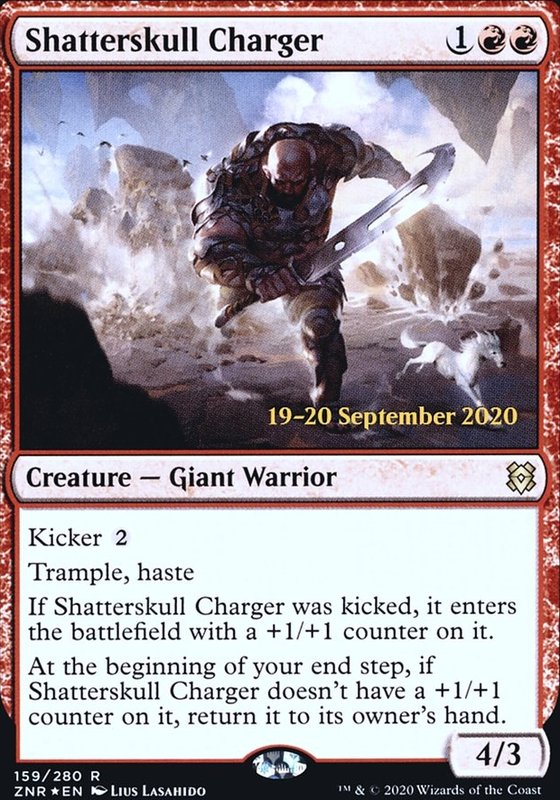 Shatterskull Charger 1
19–20 September 2020
Creature — Giant Warrior
Kicker 2
Trample, haste
If Shatterskull Charger was kicked, it enters
the battlefield with a +1/+1 counter on it.
At the beginning of your end step, if
Shatterskull Charger doesn't have a +1/+1
counter on it, return it to its owner's hand.
4/3
159/280 R
ZNR ★ EN Lius Lasahido
™ & © 2020 Wizards of the Coast